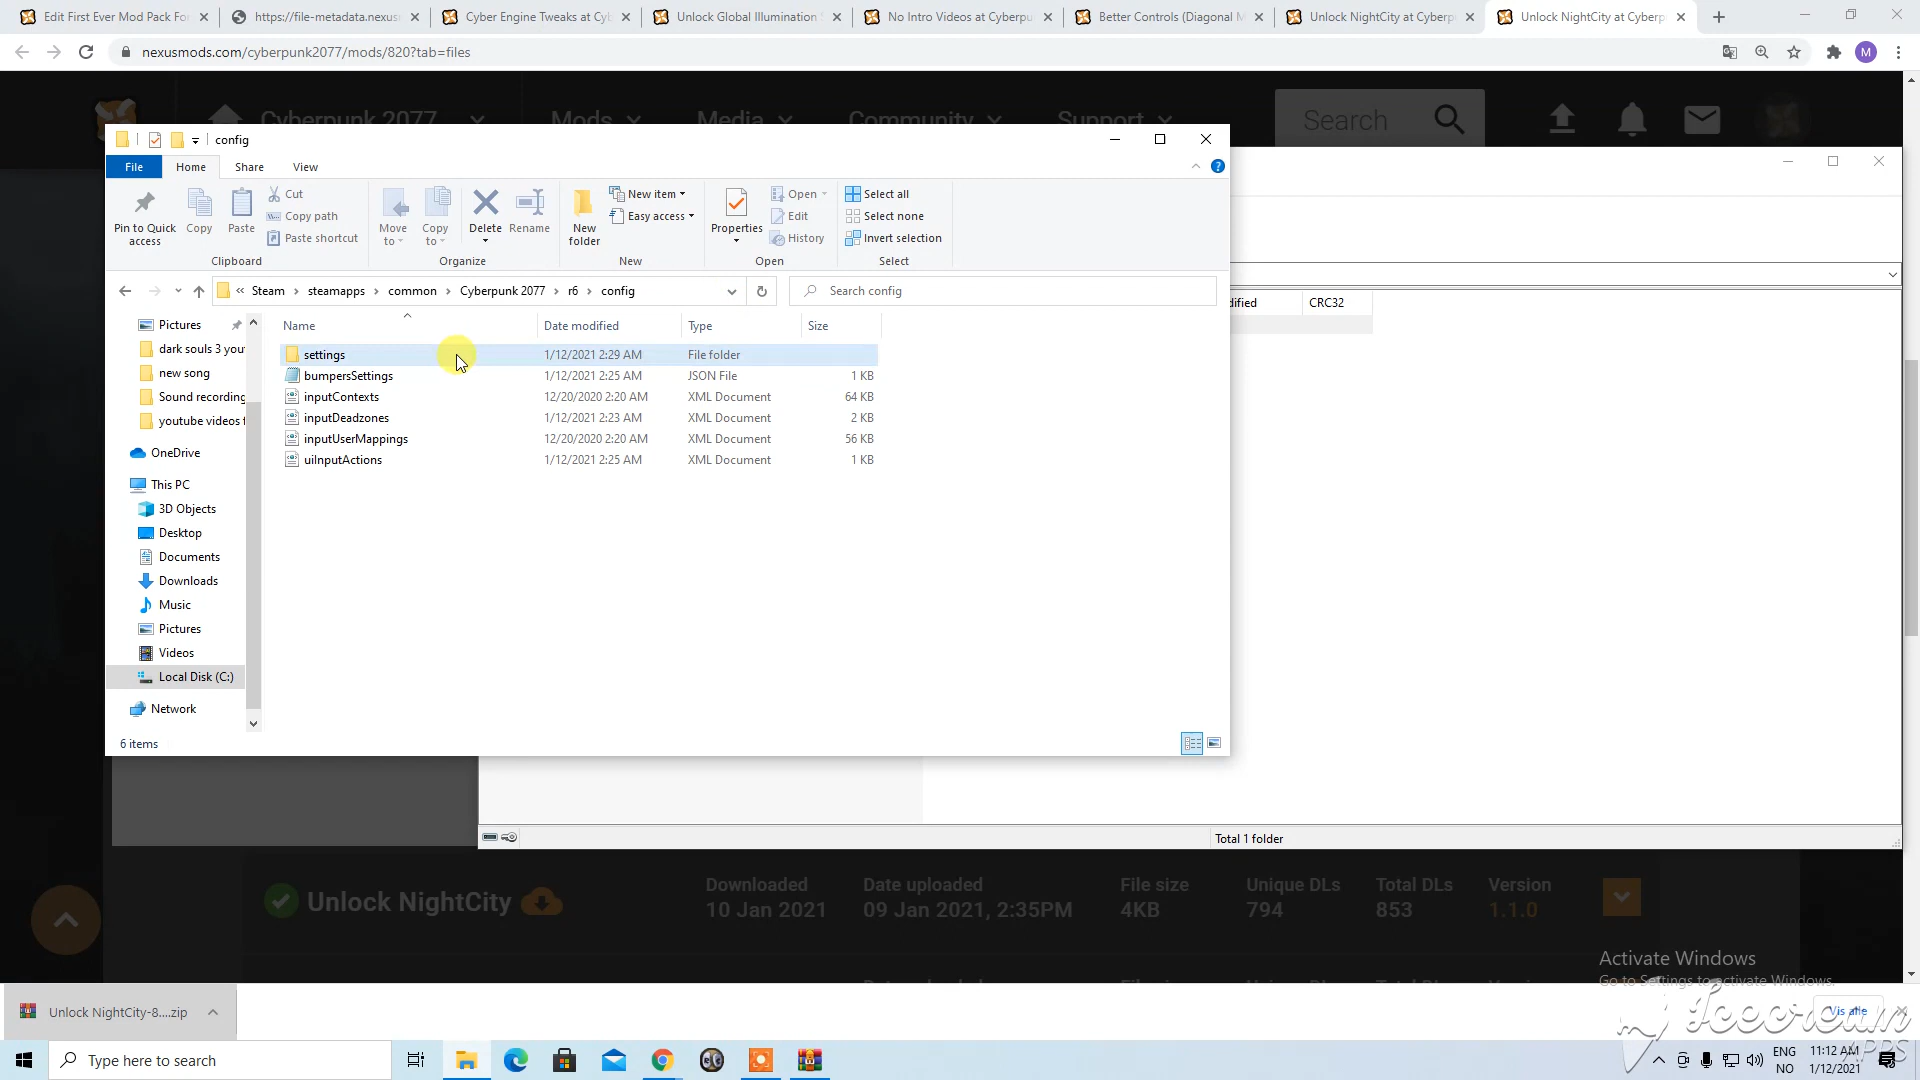 Edit First Ever Mod Pack Fo
https://file-metadata.nexus
Cyber Engine Tweaks at Cyb
Unlock Global Illumination
No Intro Videos at Cyberpu
Better Controls (Diagonal M
Unlock NightCity at Cyberp
Unlock NightCity at Cyberp
nexusmods.com/cyberpunk2077/mods/820?tab=files
M
Cyberpunk 2077
Mods
Media
Community
Support
Search
config
File
Home
Share
View
Pin to Quick access
Copy
Paste
Cut
Copy path
Paste shortcut
Clipboard
Move to
Copy to
Delete
Rename
Organize
New folder
New item
Easy access
New
Properties
Open
Edit
History
Open
Select all
Select none
Invert selection
Select
« Steam > steamapps > common > Cyberpunk 2077 > r6 > config
Search config
dified
CRC32
Name
Date modified
Type
Size
settings 1/12/2021 2:29 AM File folder
bumpersSettings 1/12/2021 2:25 AM JSON File 1 KB
inputContexts 12/20/2020 2:20 AM XML Document 64 KB
inputDeadzones 1/12/2021 2:23 AM XML Document 2 KB
inputUserMappings 12/20/2020 2:20 AM XML Document 56 KB
uiInputActions 1/12/2021 2:25 AM XML Document 1 KB
Pictures
dark souls 3 you
new song
Sound recording
youtube videos f
OneDrive
This PC
3D Objects
Desktop
Documents
Downloads
Music
Pictures
Videos
Local Disk (C:)
Network
6 items
Total 1 folder
Unlock NightCity
Downloaded
10 Jan 2021
Date uploaded
09 Jan 2021, 2:35PM
File size
4KB
Unique DLs
794
Total DLs
853
Version
1.1.0
Activate Windows
Go to Settings to activate Windows.
Unlock NightCity-8....zip
Vis alle
Icecream
APPS
Type here to search
ENG
NO
11:12 AM
1/12/2021